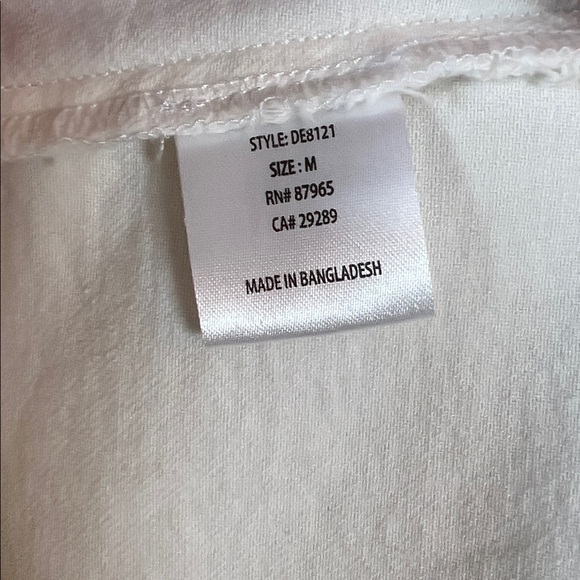 STYLE: DE8121
SIZE : M
RN# 87965
CA# 29289
MADE IN BANGLADESH